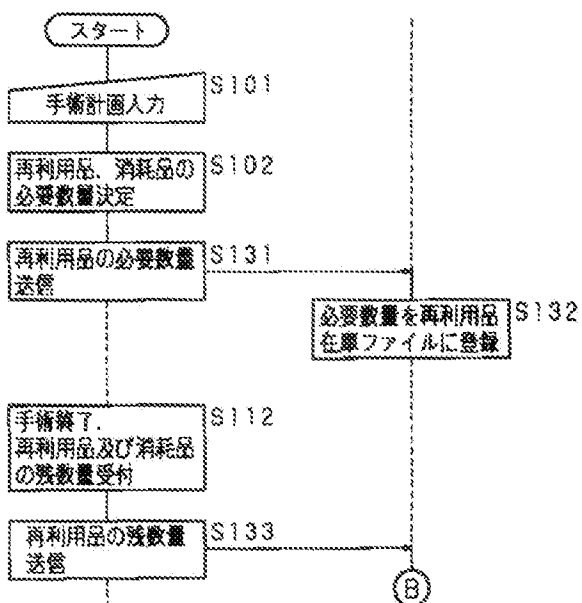 スタート
手術計画入力
S101
再利用品、消耗品の
必要数量決定
S102
再利用品の必要数量
送信
S131
必要数量を再利用品
在庫ファイルに登録
S132
手術終了、
再利用品及び消耗品
の残数量受付
S112
再利用品の残数量
送信
S133
B